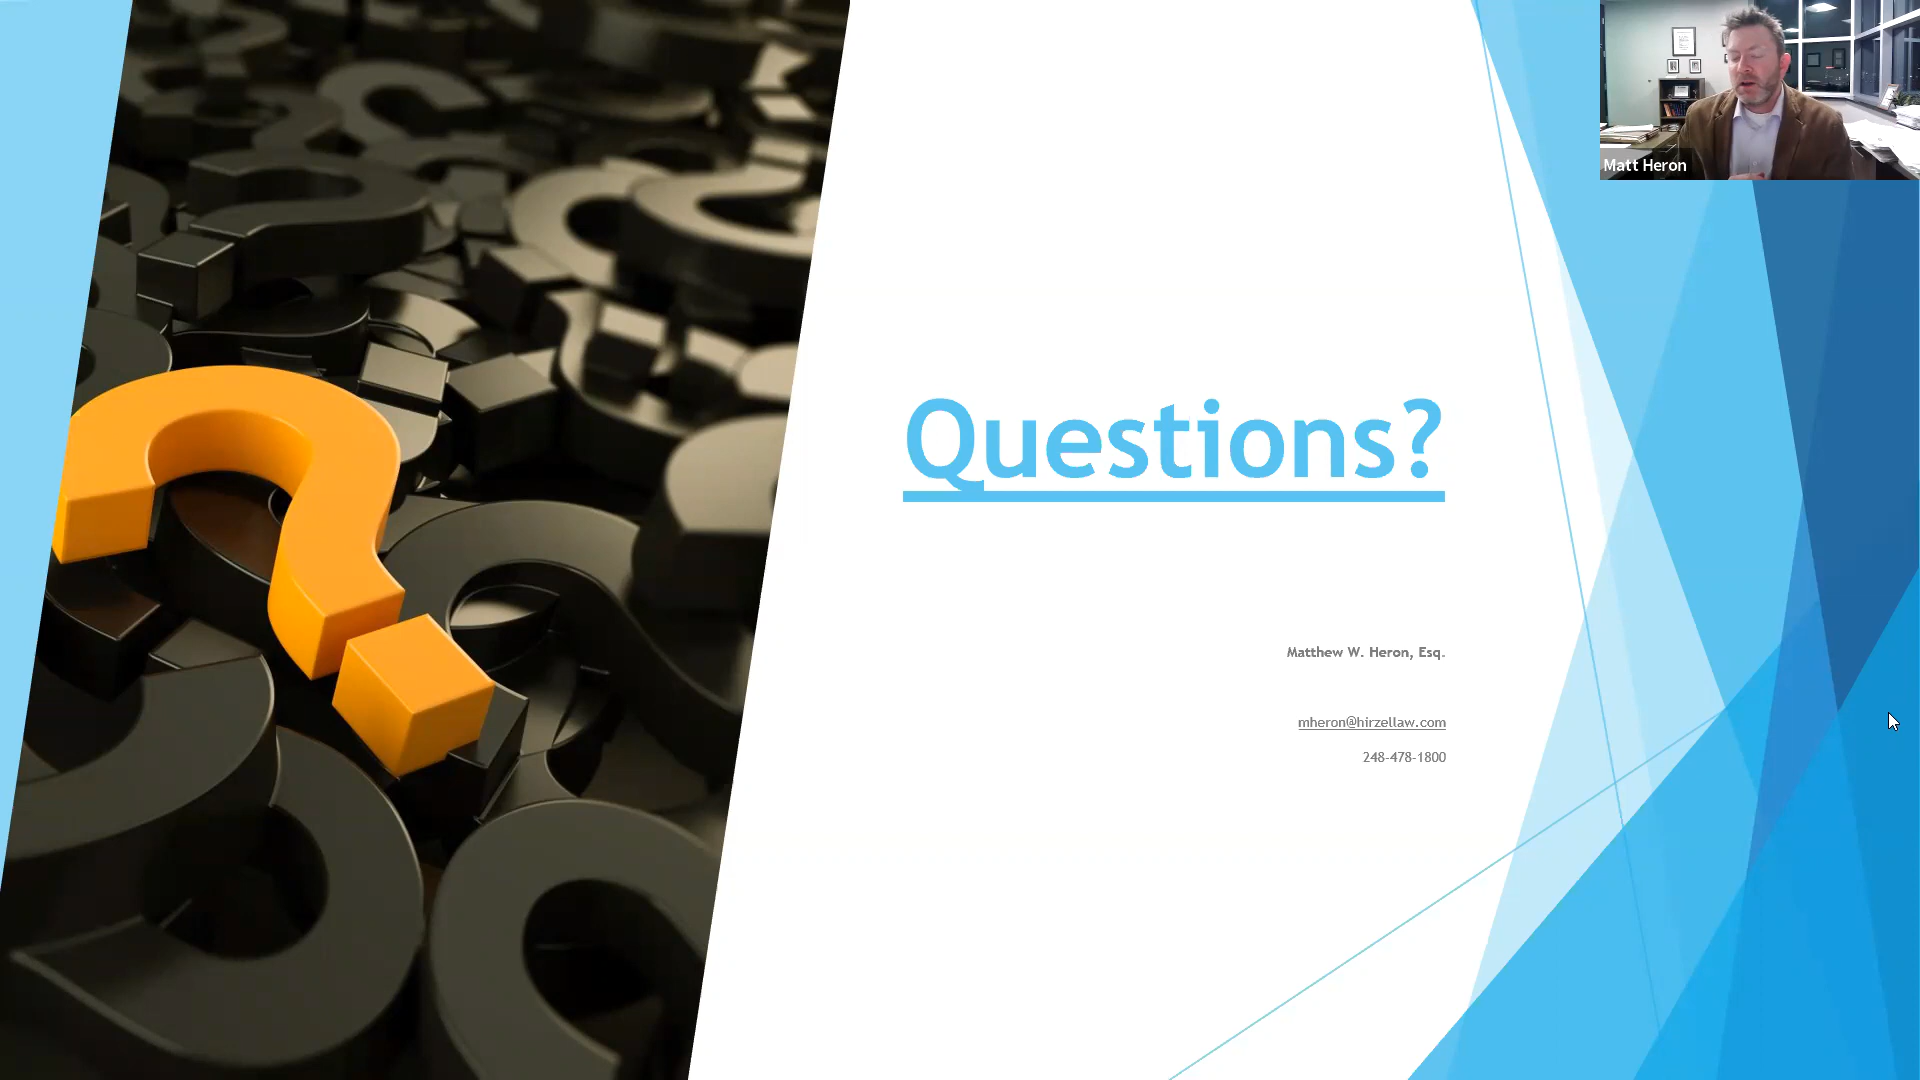 Matt Heron
Questions?
Matthew W. Heron, Esq.
mheron@hirzellaw.com
248-478-1800